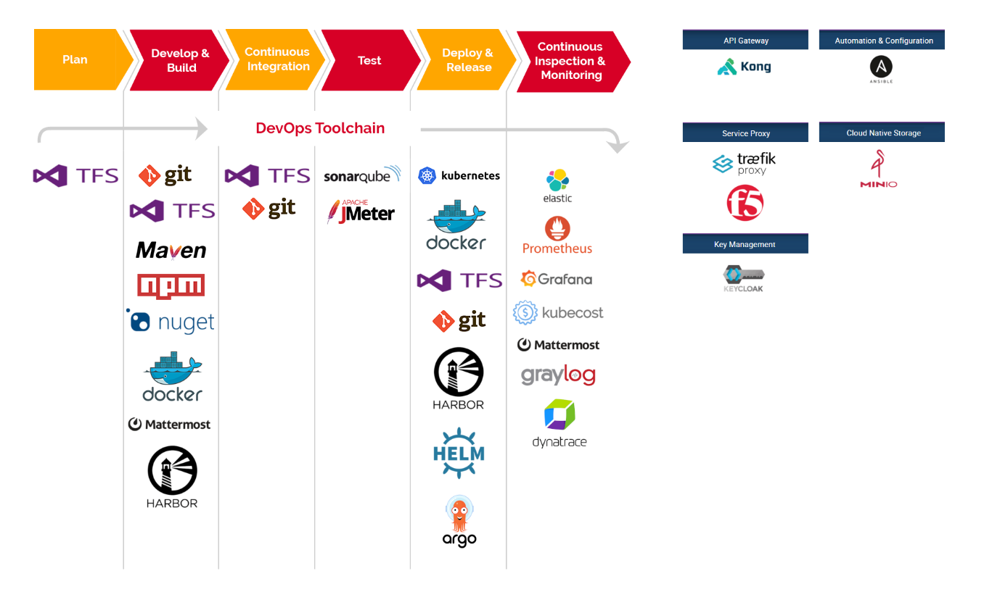 Plan
Develop &
Build
Continuous
Integration
Test
Deploy &
Release
Continuous
Inspection &
Monitoring
DevOps Toolchain
TFS
git
TFS
Maven
npm
nuget
docker
Mattermost
HARBOR
TFS
git
sonarqube
APACHE
JMeter
kubernetes
docker
TFS
git
HARBOR
HELM
argo
elastic
Prometheus
Grafana
kubecost
Mattermost
graylog
dynatrace
API Gateway
Kong
Automation & Configuration
ANSIBLE
Service Proxy
træfik
proxy
f5
Cloud Native Storage
MINIO
Key Management
KEYCLOAK